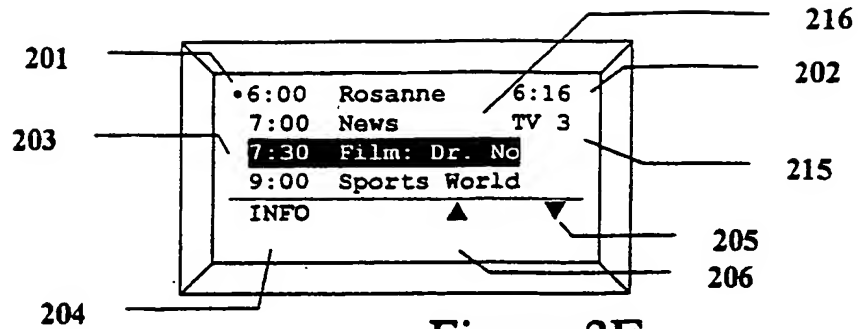 216
201
202
•6:00 Rosanne 6:16
7:00 News TV 3
203
7:30 Film: Dr. No
215
9:00 Sports World
INFO ▲ ▼
205
206
204